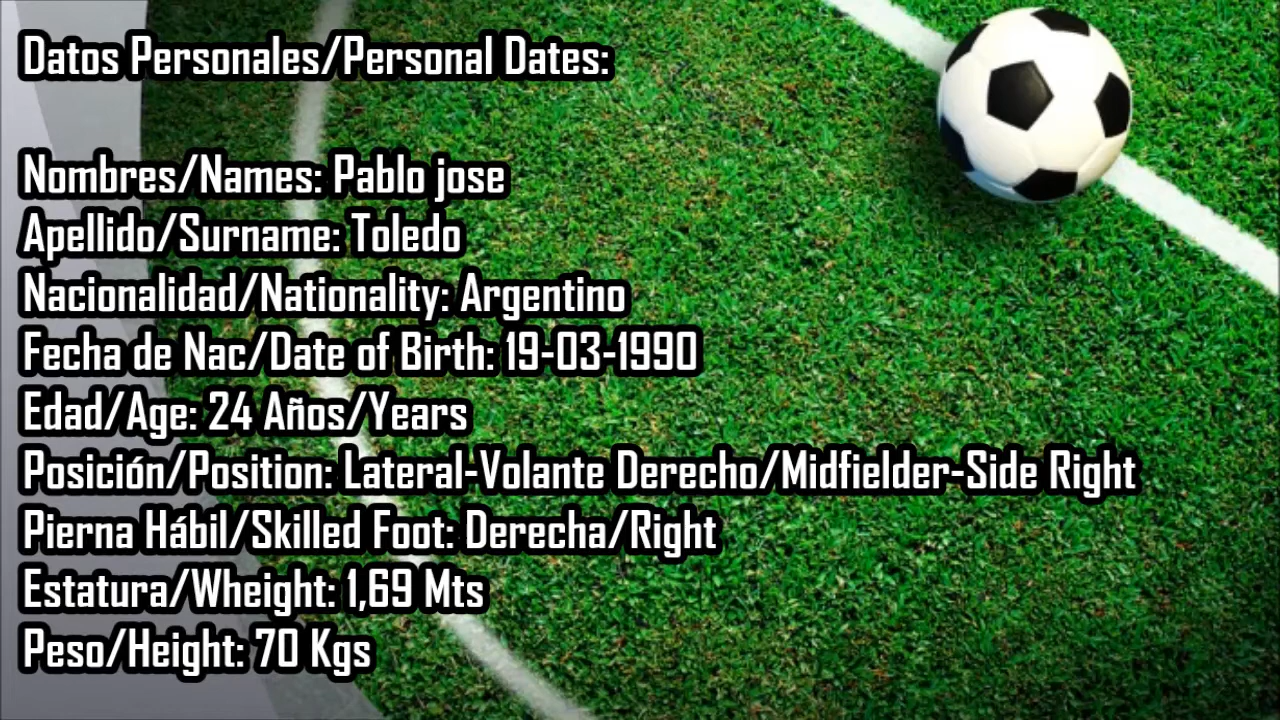 Datos Personales/Personal Dates:
Nombres/Names: Pablo jose
Apellido/Surname: Toledo
Nacionalidad/Nationality: Argentino
Fecha de Nac/Date of Birth: 19-03-1990
Edad/Age: 24 Años/Years
Posición/Position: Lateral-Volante Derecho/Midfielder-Side Right
Pierna Hábil/Skilled Foot: Derecha/Right
Estatura/Wheight: 1,69 Mts
Peso/Height: 70 Kgs